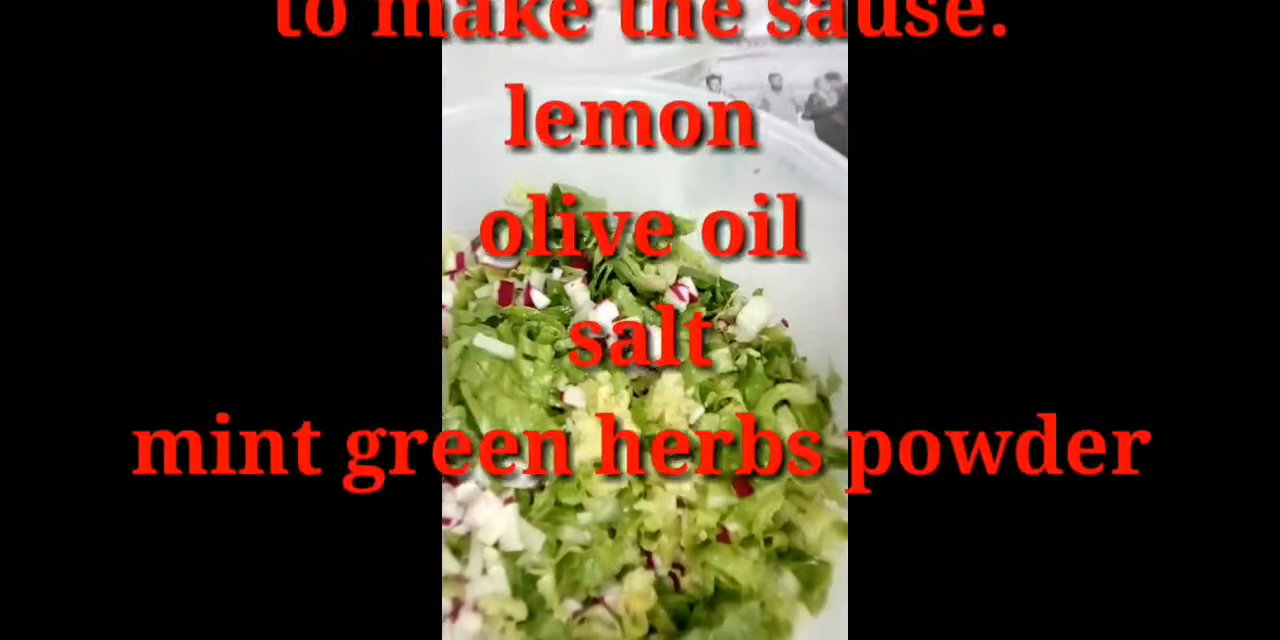 to make the sause.
lemon
olive oil
salt
mint green herbs powder